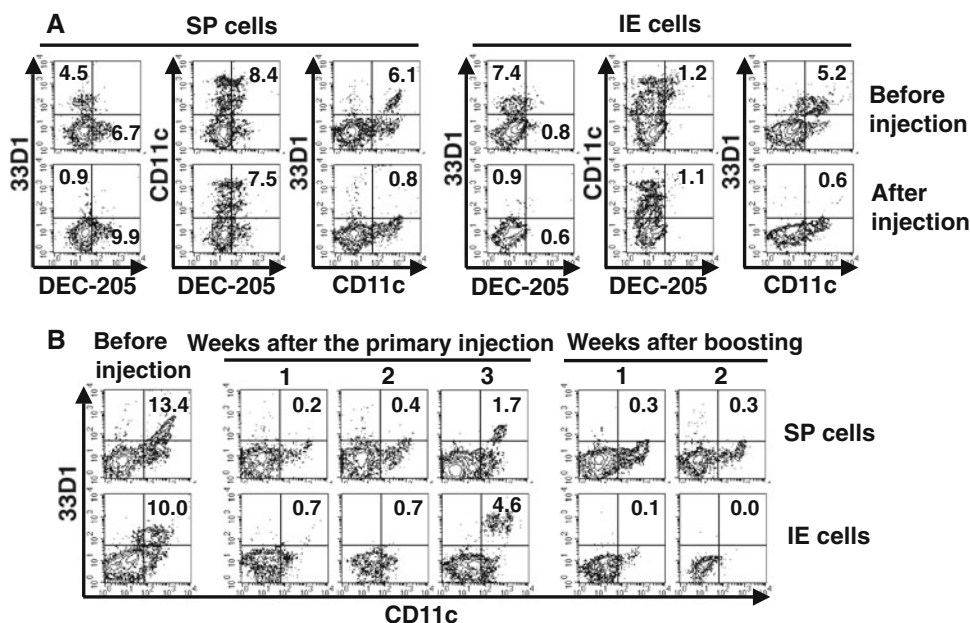 A
SP cells
IE cells
33D1
4.5
6.7
CD11c
8.4
33D1
6.1
33D1
7.4
0.8
CD11c
1.2
33D1
5.2
Before
injection
0.9
9.9
7.5
0.8
0.9
0.6
1.1
0.6
After
injection
DEC-205
DEC-205
CD11c
DEC-205
DEC-205
CD11c
B
Before
injection
Weeks after the primary injection
Weeks after boosting
1
2
3
1
2
33D1
13.4
0.2
0.4
1.7
0.3
0.3
SP cells
10.0
0.7
0.7
4.6
0.1
0.0
IE cells
CD11c